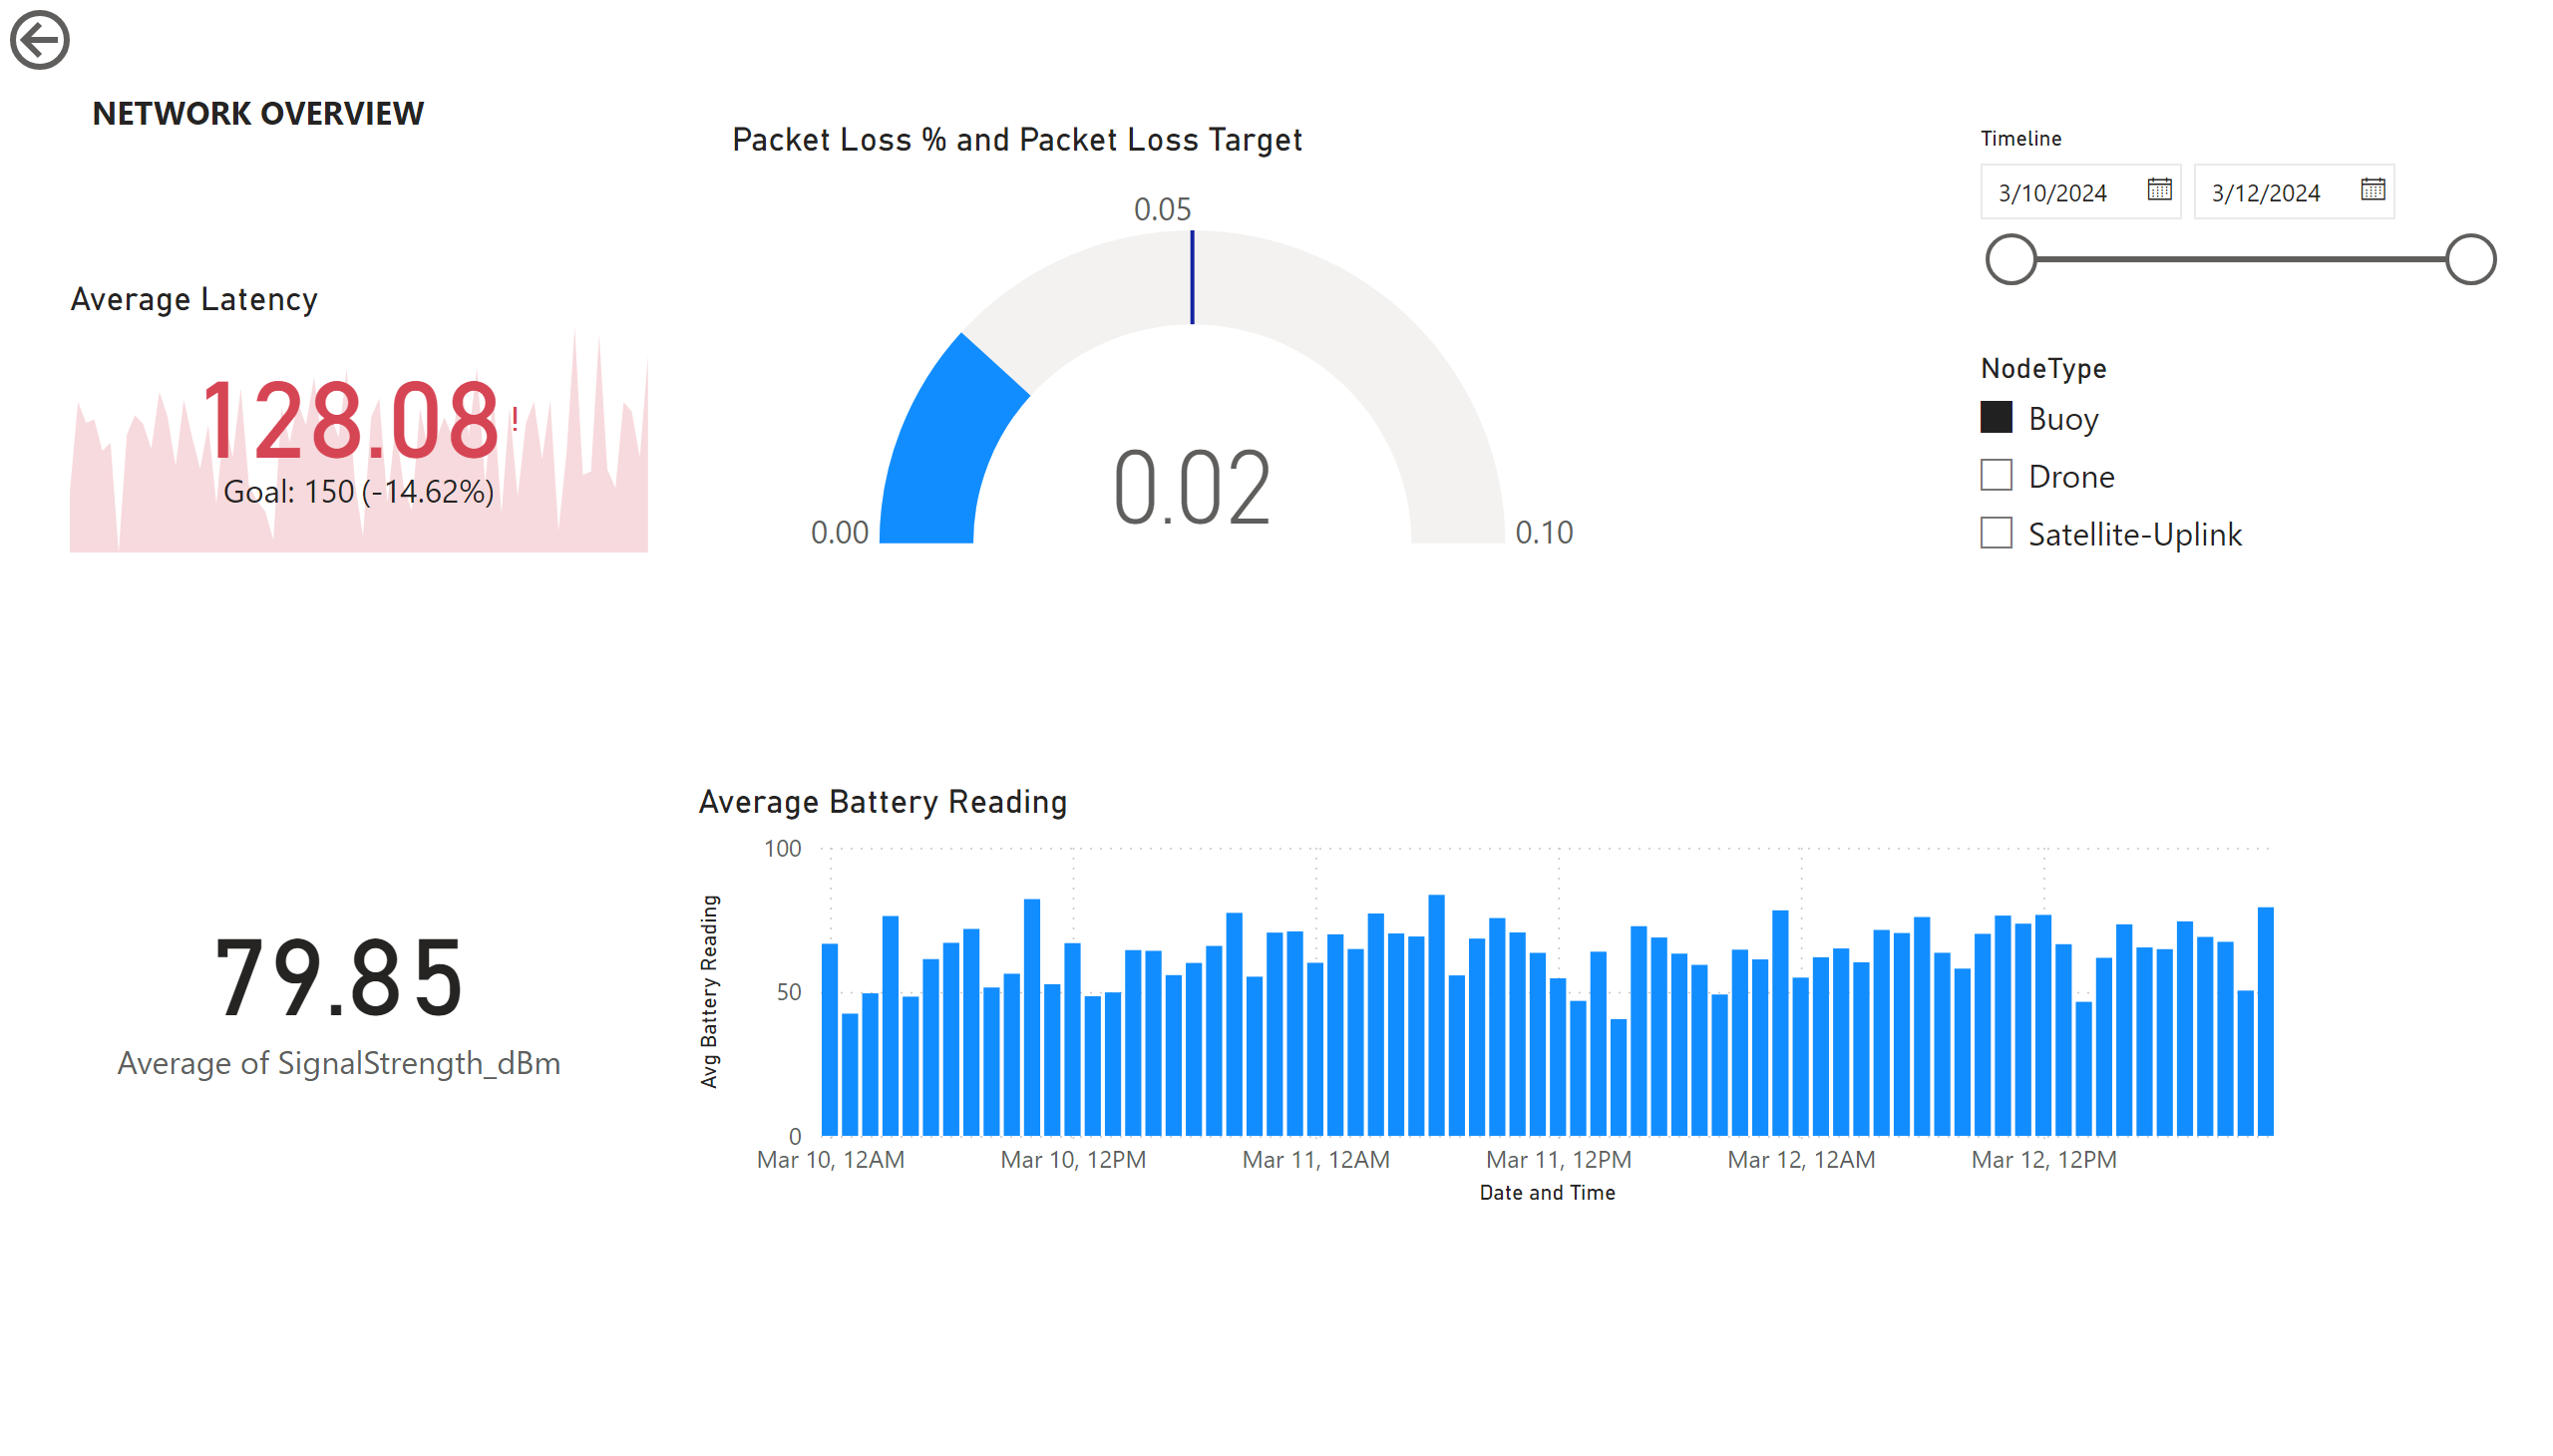 NETWORK OVERVIEW
Average Latency
128.08!
Goal: 150 (-14.62%)
Packet Loss % and Packet Loss Target
0.05
0.00
0.02
0.10
Timeline
3/10/2024
3/12/2024
NodeType
Buoy
Drone
Satellite-Uplink
79.85
Average of SignalStrength_dBm
Average Battery Reading
Avg Battery Reading
100
50
0
Mar 10, 12AM
Mar 10, 12PM
Mar 11, 12AM
Mar 11, 12PM
Mar 12, 12AM
Mar 12, 12PM
Date and Time